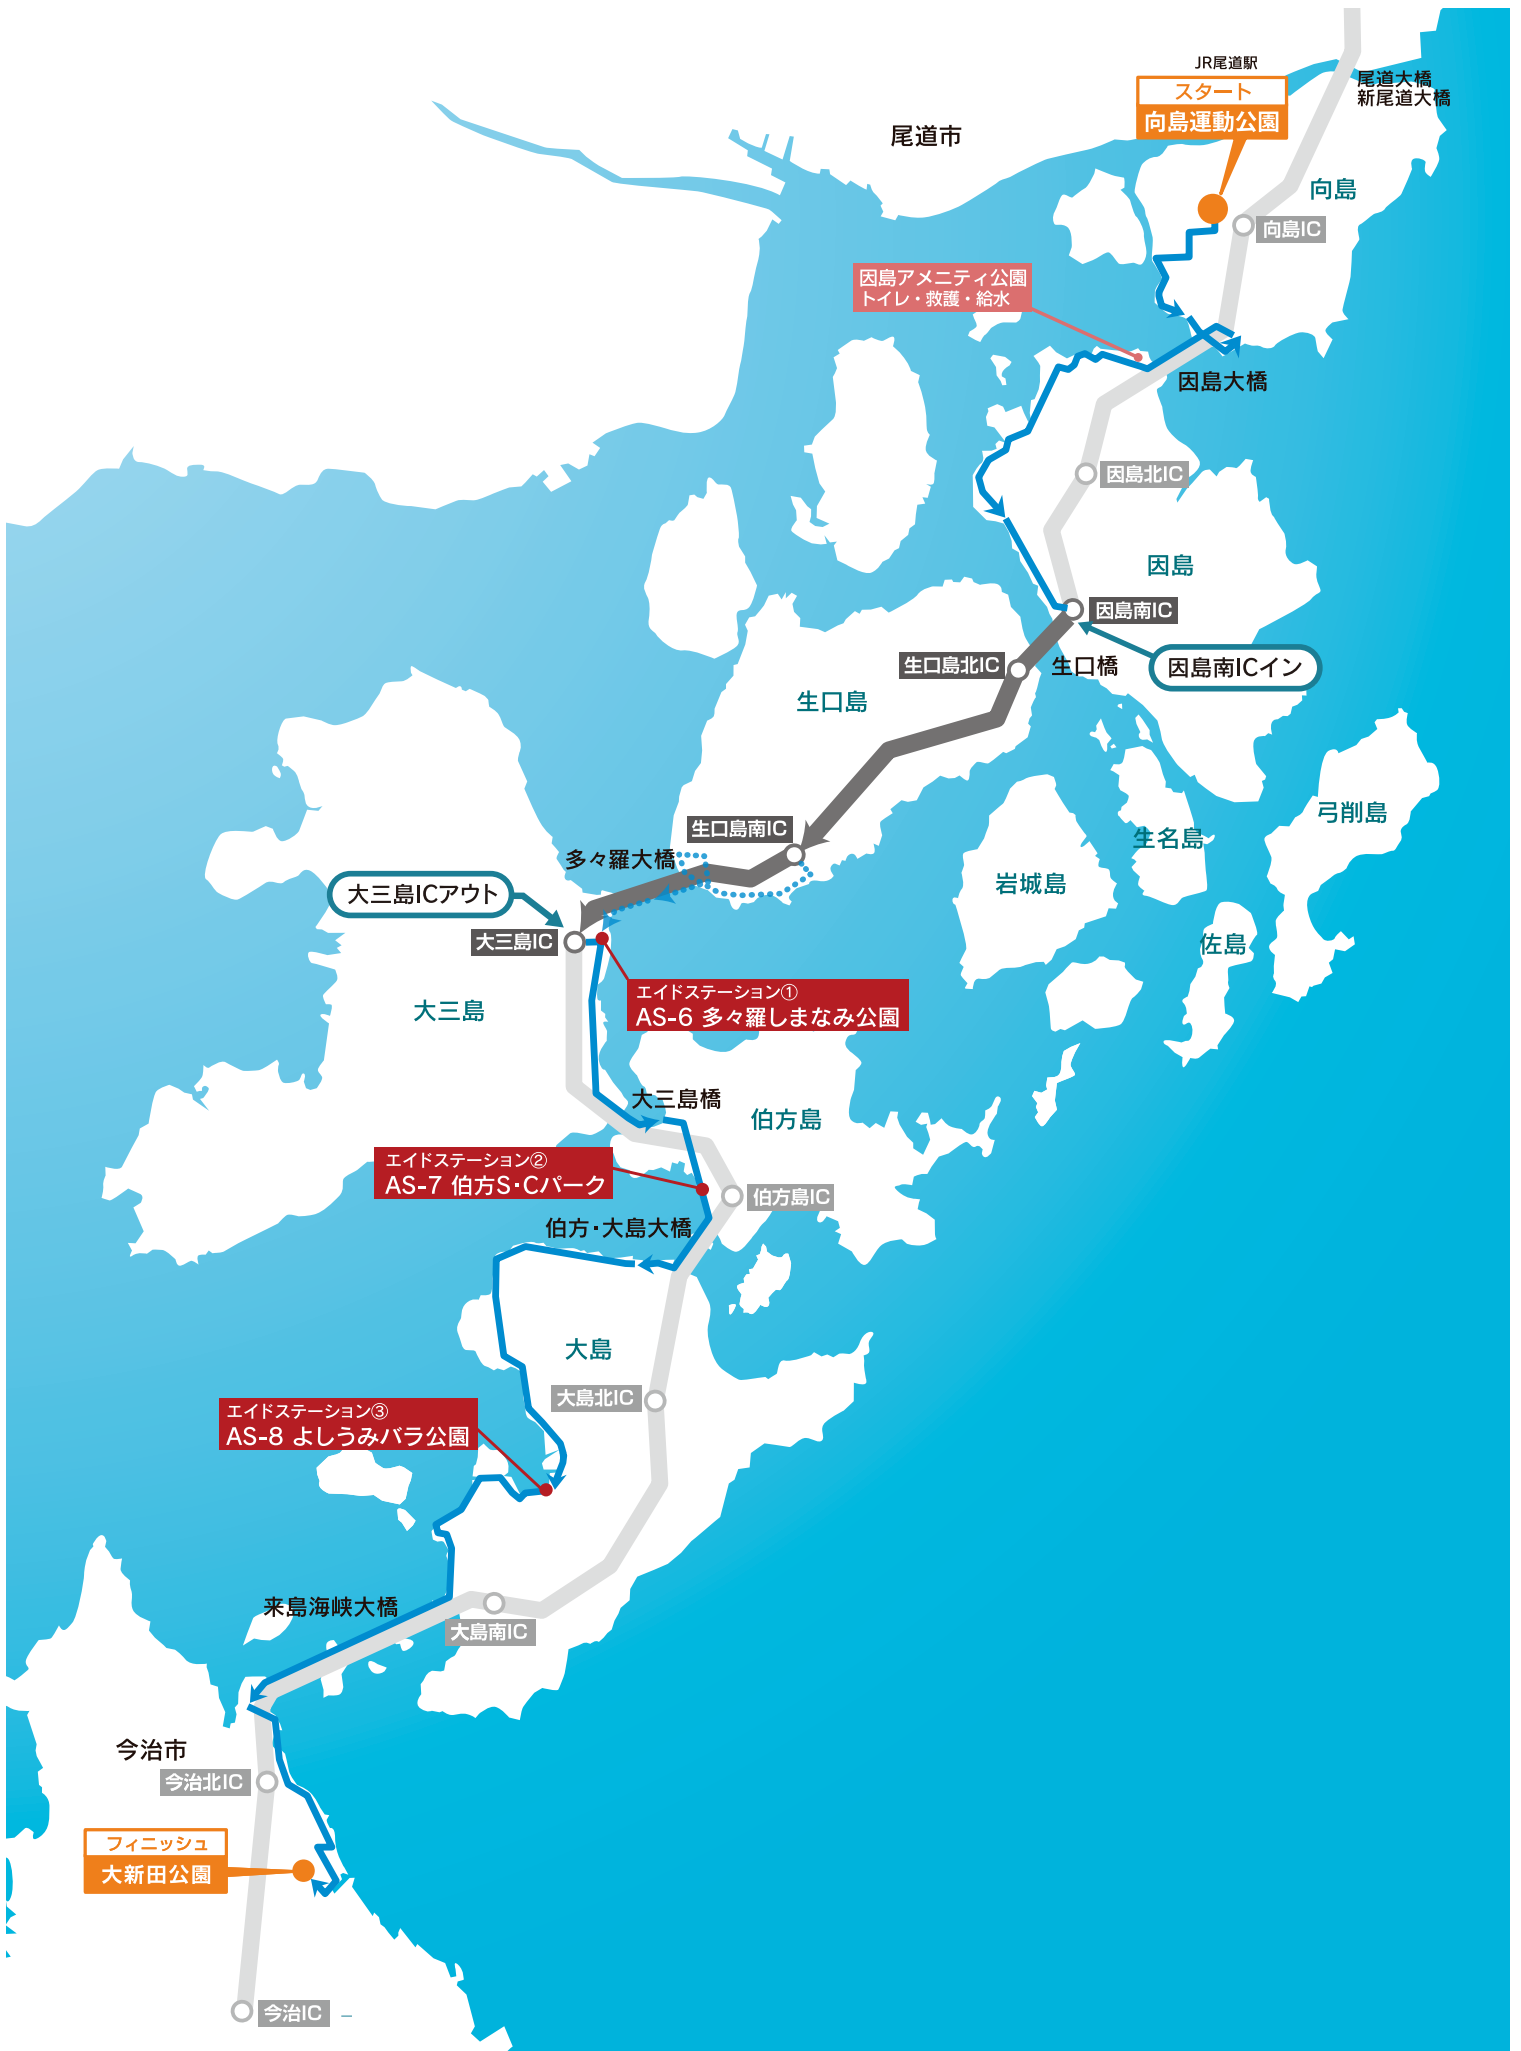 JR尾道駅
尾道大橋
新尾道大橋
スタート
向島運動公園
尾道市
向島
向島IC
因島アメニティ公園
トイレ・救護・給水
因島大橋
因島北IC
因島
因島南IC
生口島北IC
生口橋
因島南ICイン
生口島
弓削島
生口島南IC
生名島
多々羅大橋
岩城島
大三島ICアウト
大三島IC
佐島
エイドステーション①
AS-6 多々羅しまなみ公園
大三島
大三島橋
伯方島
エイドステーション②
AS-7 伯方S・Cパーク
伯方島IC
伯方・大島大橋
大島
大島北IC
エイドステーション③
AS-8 よしうみバラ公園
来島海峡大橋
大島南IC
今治市
今治北IC
フィニッシュ
大新田公園
今治IC